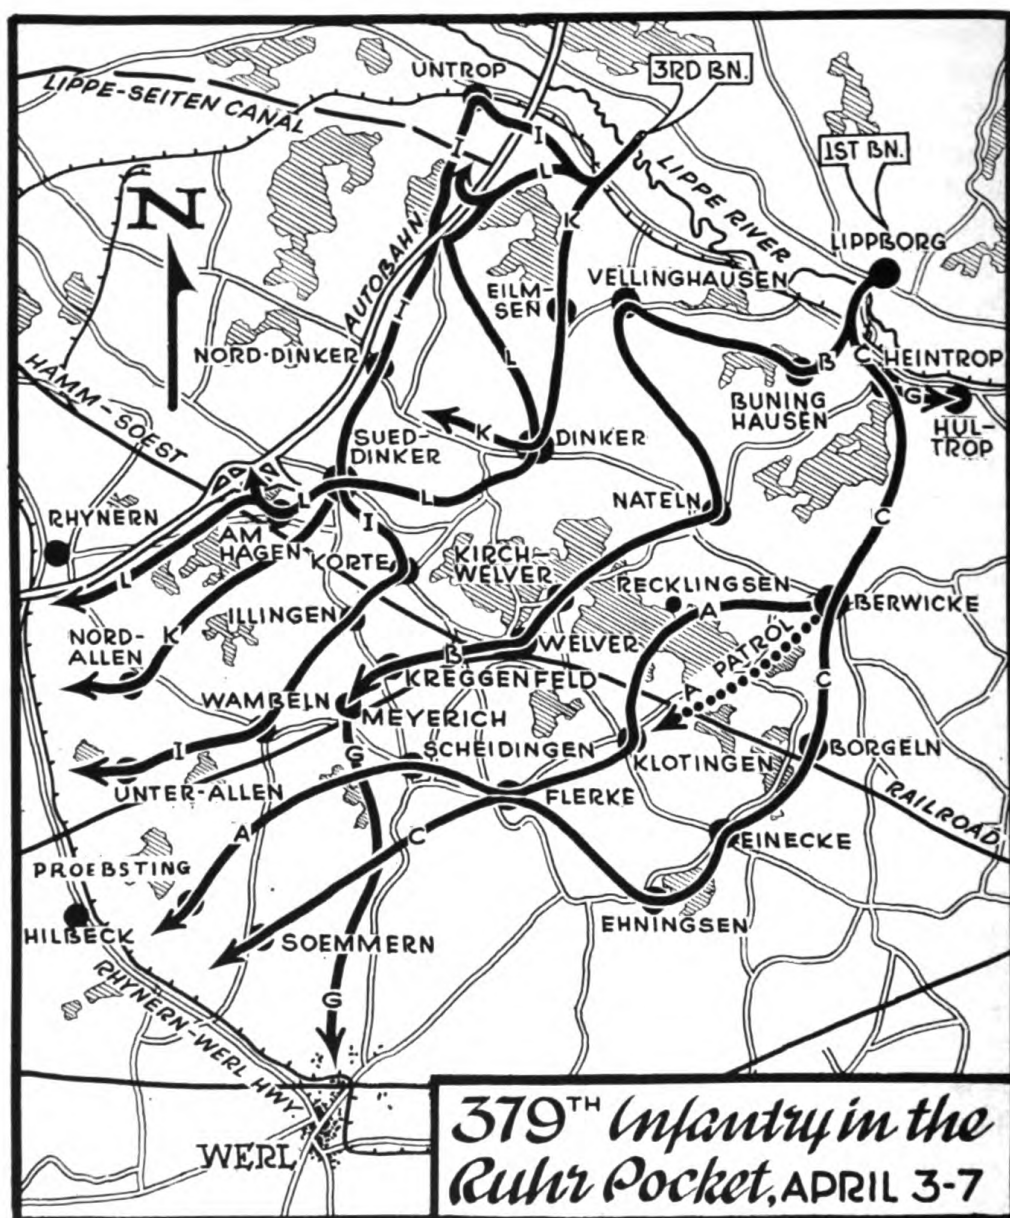 3RD BN.
UNTROP
LIPPE-SEITEN CANAL
I
I
1ST BN.
L
LIPPE RIVER
K
N
LIPPBORG
AUTOBAHN
VELLINGHAUSEN
EILM-
SEN
I
NORD-DINKER
L
B
C
HEINTROP
G
HAMM-SOEST
BUNING
HAUSEN
HUL-
TROP
K
SUED-
DINKER
DINKER
L
L
NATELN
C
RHYNERN
I
AM
HAGEN
KORTE
KIRCH-
WELVER
L
RECKLINGSEN
A
BERWICKE
ILLINGEN
NORD-
ALLEN
K
WELVER
B
A PATROL
KREGGENFELD
C
WAMBELN
MEYERICH
I
G
SCHEIDINGEN
KLOTINGEN
BORGELN
UNTER-ALLEN
FLERKE
RAILROAD
A
C
EINECKE
PROEBSTING
EHNINGSEN
HILBECK
SOEMMERN
G
RHYNERN-WERL HWY.
WERL
379TH Infantry in the
Ruhr Pocket, APRIL 3-7